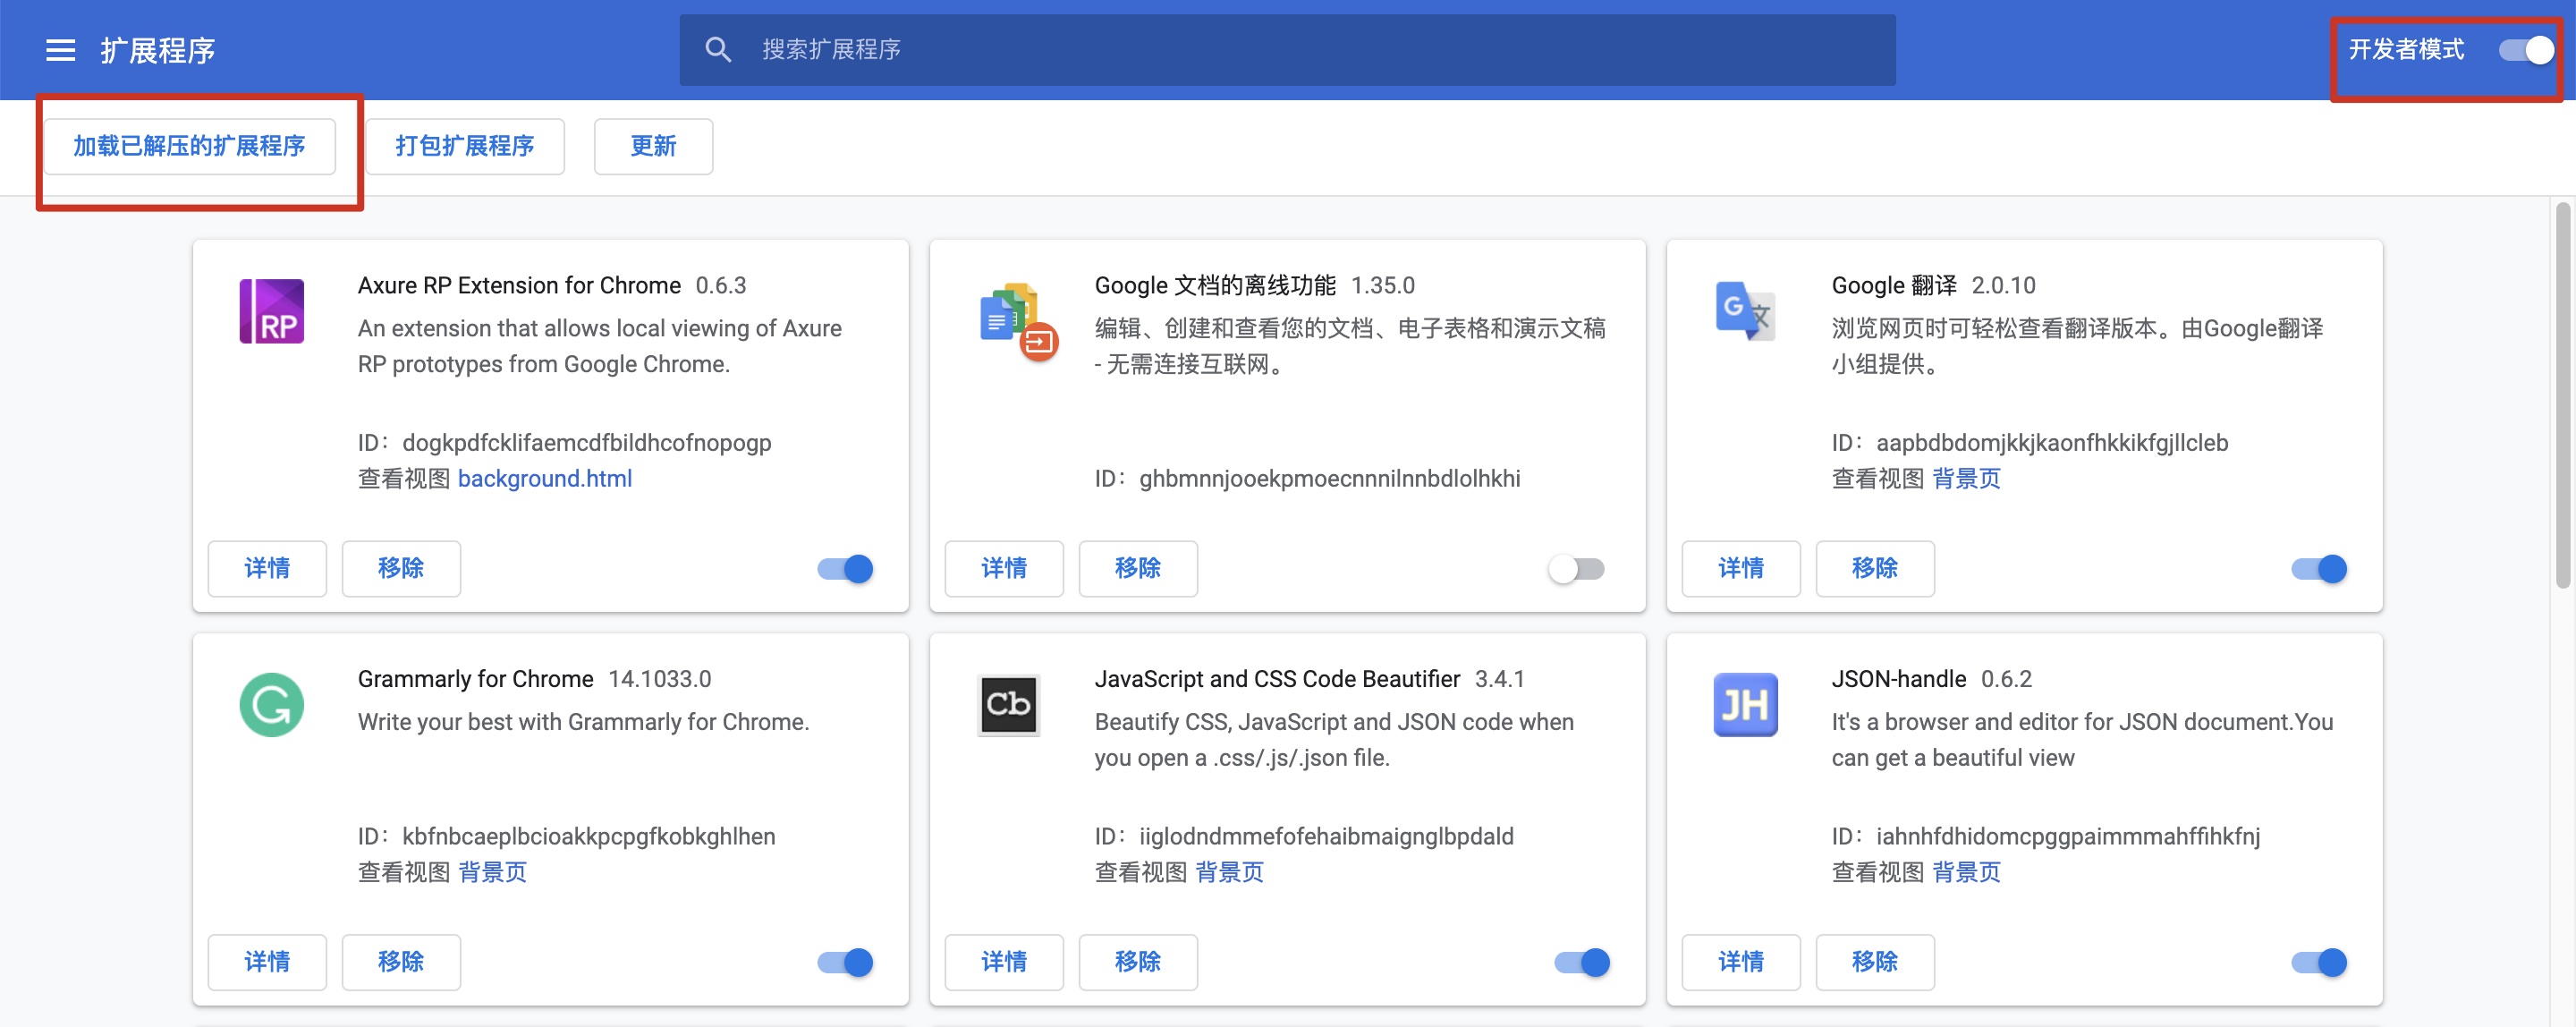 扩展程序
搜索扩展程序
开发者模式
加载已解压的扩展程序
打包扩展程序
更新
RP
Axure RP Extension for Chrome 0.6.3
An extension that allows local viewing of Axure
RP prototypes from Google Chrome.
ID： dogkpdfcklifaemcdfbildhcofnopogp
查看视图 background.html
详情
移除
Google 文档的离线功能 1.35.0
编辑、创建和查看您的文档、电子表格和演示文稿
- 无需连接互联网。
ID： ghbmnnjooekpmoecnnnilnnbdlolhkhi
详情
移除
G 文
Google 翻译 2.0.10
浏览网页时可轻松查看翻译版本。由Google翻译
小组提供。
ID： aapbdbdomjkkjkaonfhkkikfgjllcleb
查看视图 背景页
详情
移除
G
Grammarly for Chrome 14.1033.0
Write your best with Grammarly for Chrome.
ID： kbfnbcaeplbcioakkpcpgfkobkghlhen
查看视图 背景页
详情
移除
Cb
JavaScript and CSS Code Beautifier 3.4.1
Beautify CSS, JavaScript and JSON code when
you open a .css/.js/.json file.
ID： iiglodndmmefofehaibmaignglbpdald
查看视图 背景页
详情
移除
JH
JSON-handle 0.6.2
It's a browser and editor for JSON document.You
can get a beautiful view
ID： iahnhfdhidomcpggpaimmmahffihkfnj
查看视图 背景页
详情
移除